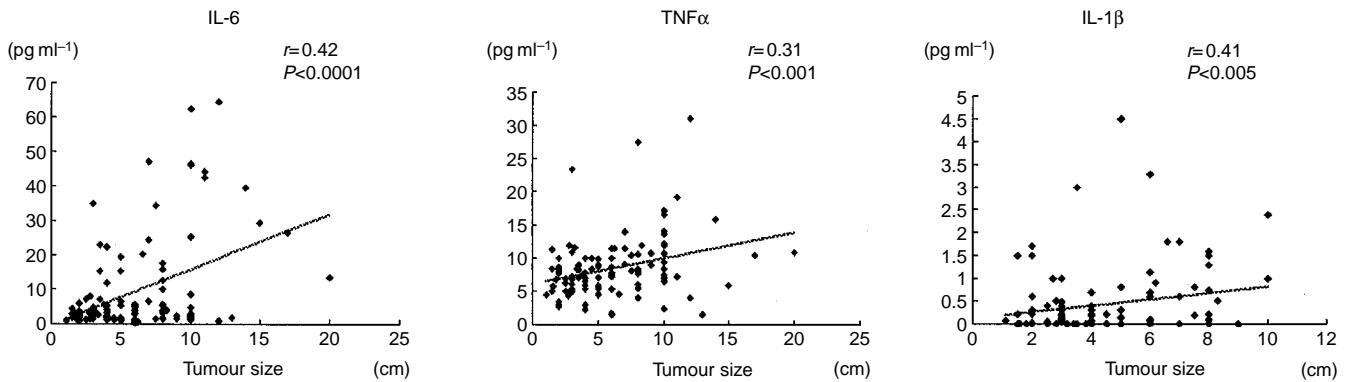 IL-6
(pg ml⁻¹)
r=0.42
P<0.0001
70
60
50
40
30
20
10
0
0 5 10 15 20 25
Tumour size (cm)
TNFα
(pg ml⁻¹)
r=0.31
P<0.001
35
30
25
20
15
10
5
0
0 5 10 15 20 25
Tumour size (cm)
IL-1β
(pg ml⁻¹)
r=0.41
P<0.005
5
4.5
4
3.5
3
2.5
2
1.5
1
0.5
0
0 2 4 6 8 10 12
Tumour size (cm)